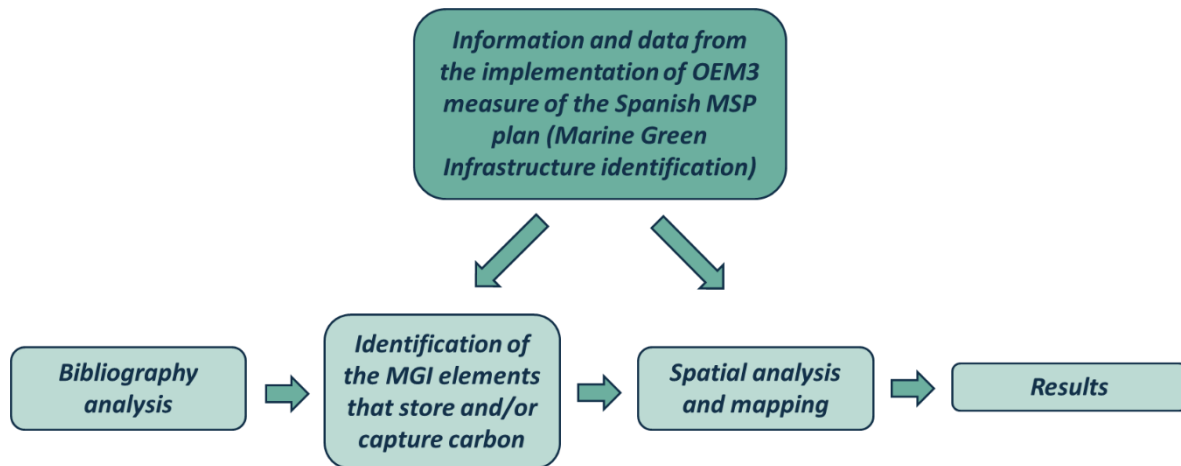 Information and data from
the implementation of OEM3
measure of the Spanish MSP
plan (Marine Green
Infrastructure identification)
Bibliography
analysis
Identification of
the MGI elements
that store and/or
capture carbon
Spatial analysis
and mapping
Results